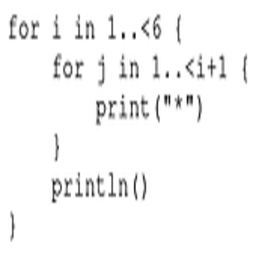 for i in 1..<6 {
    for j in 1..<i+1 {
        print("*")
    }
    println()
}